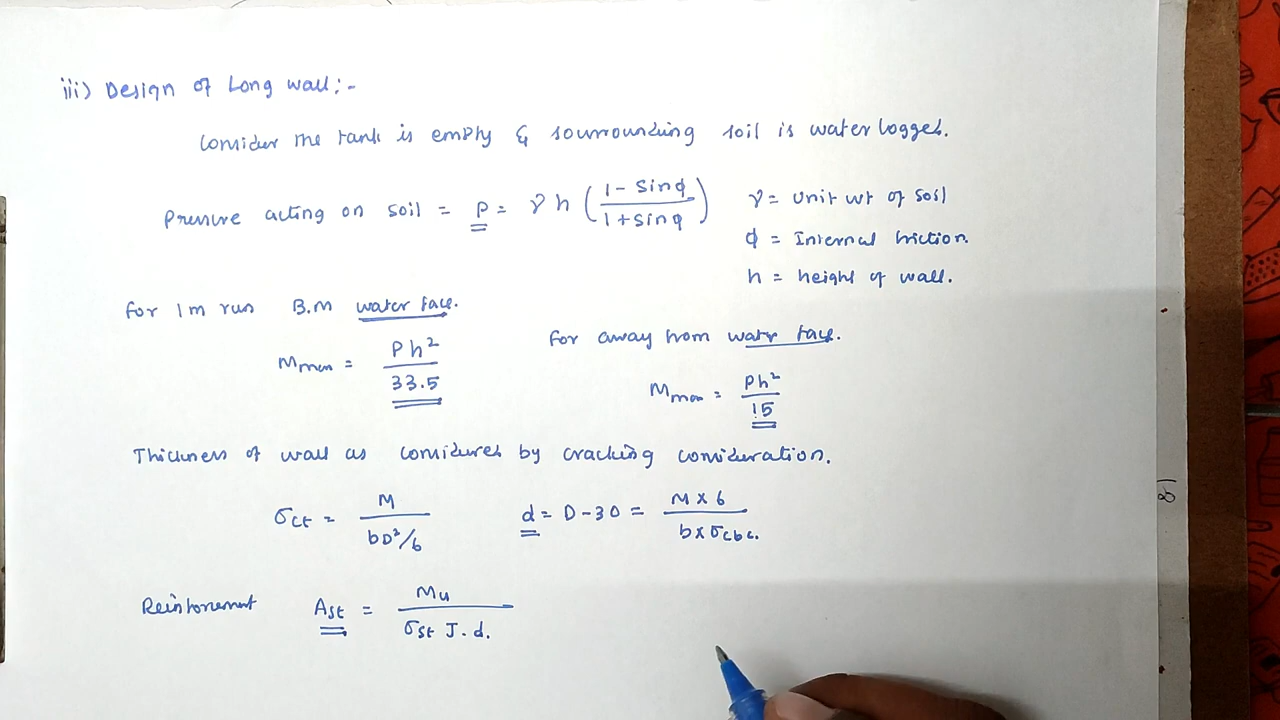 iii) Design of Long wall:-
Consider the tank is empty & sourrounding soil is water logged.
Pressure acting on soil = P = γ h (1 - sinφ / 1 + sinφ)
γ = Unit wt of soil
φ = Internal friction.
h = height of wall.
For 1m run B.M water face.
Mmax = Ph² / 33.5
For away from water face.
Mmax = Ph² / 15
Thickness of wall as considered by cracking consideration.
σct = M / bD²/6
d = D - 30 = M x 6 / b x σcbc.
Reinforcement Ast = Mu / σst J.d.
18